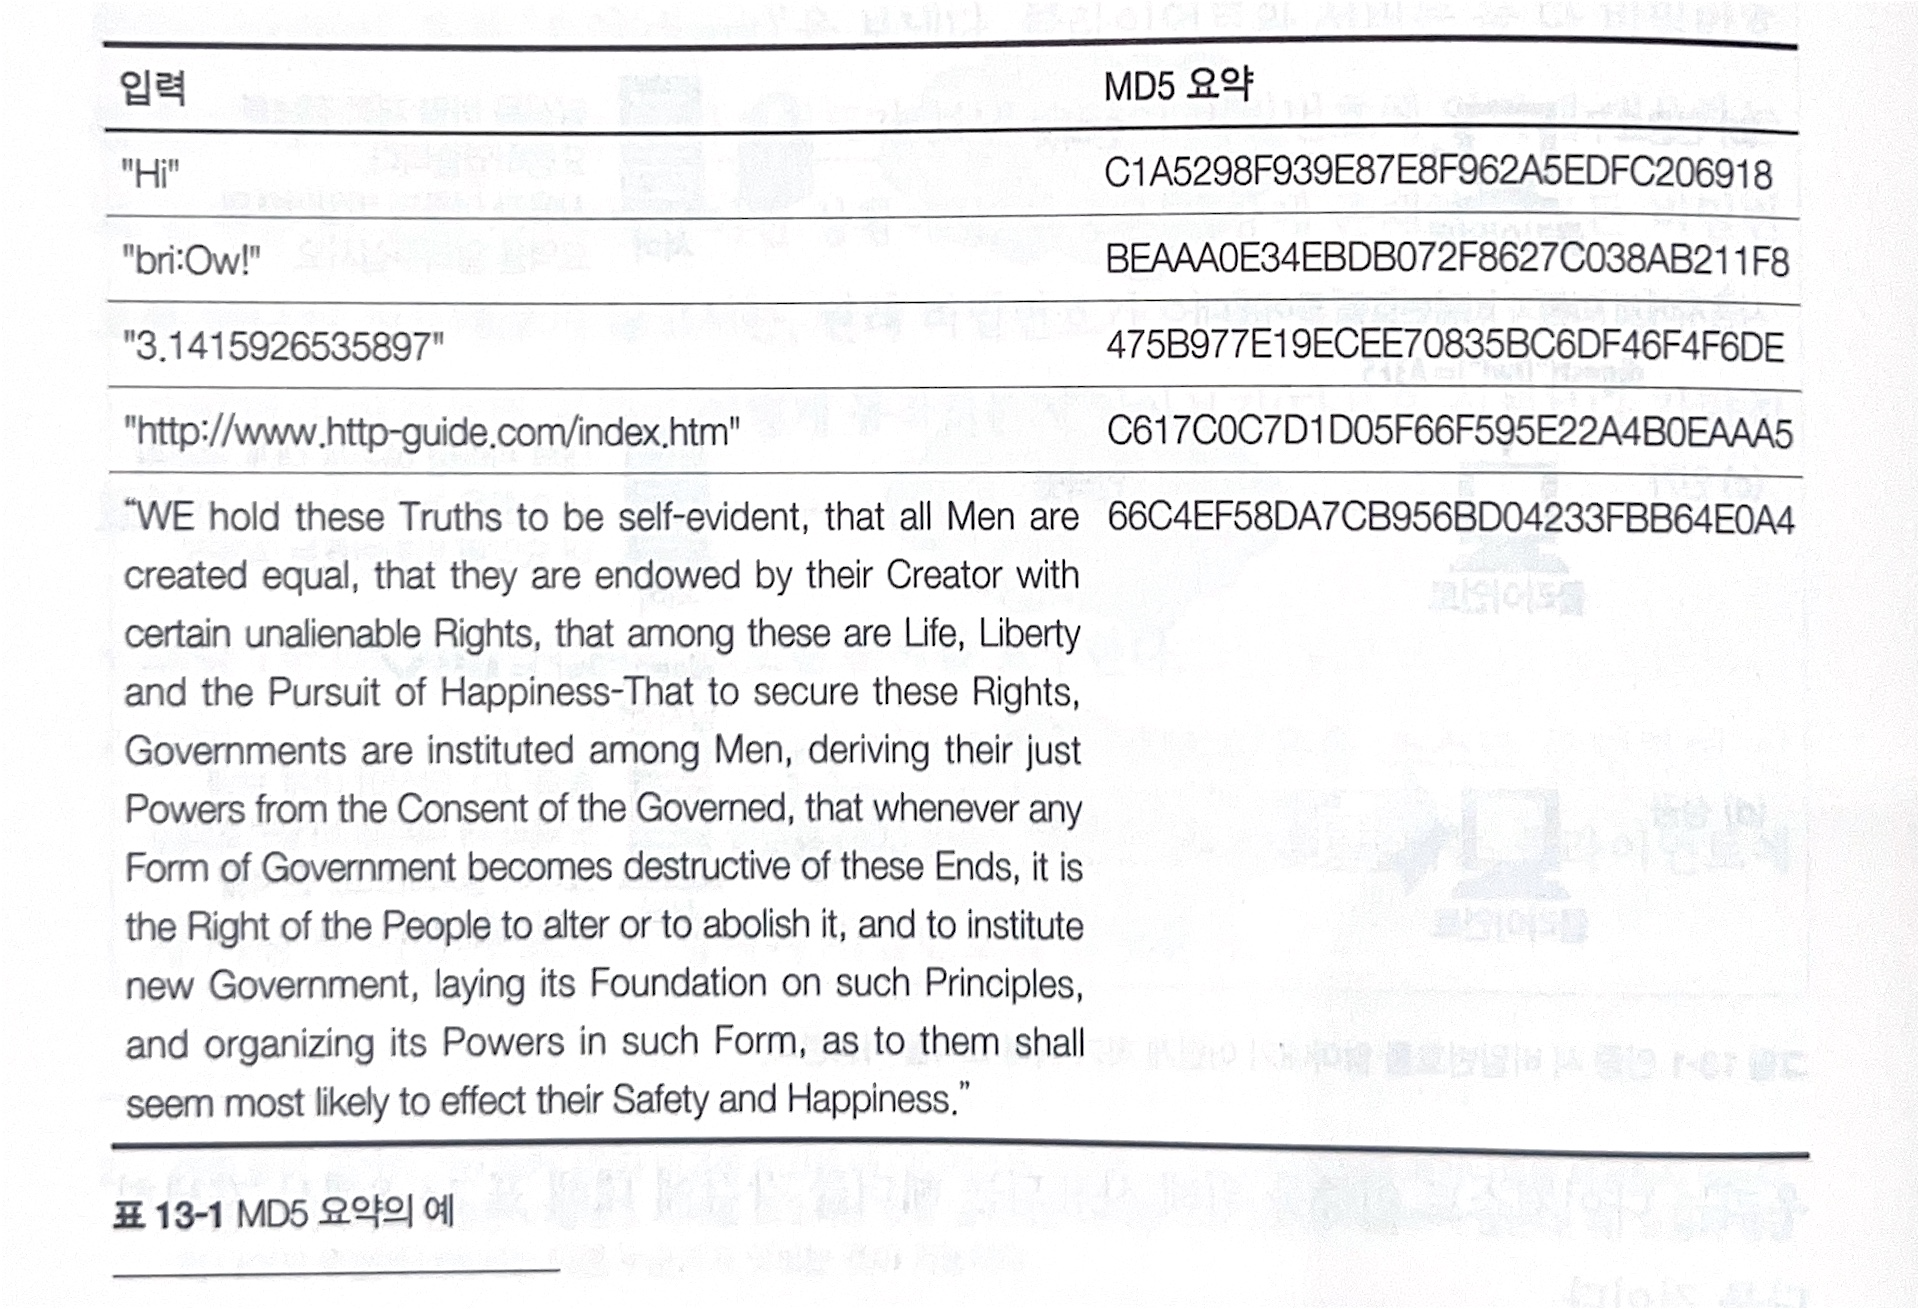 입력 MD5 요약
"Hi" C1A5298F939E87E8F962A5EDFC206918
"bri:Ow!" BEAAA0E34EBDB072F8627C038AB211F8
"3.1415926535897" 475B977E19ECEE70835BC6DF46F4F6DE
"http://www.http-guide.com/index.htm" C617C0C7D1D05F66F595E22A4B0EAAA5
“WE hold these Truths to be self-evident, that all Men are 66C4EF58DA7CB956BD04233FBB64E0A4
created equal, that they are endowed by their Creator with
certain unalienable Rights, that among these are Life, Liberty
and the Pursuit of Happiness-That to secure these Rights,
Governments are instituted among Men, deriving their just
Powers from the Consent of the Governed, that whenever any
Form of Government becomes destructive of these Ends, it is
the Right of the People to alter or to abolish it, and to institute
new Government, laying its Foundation on such Principles,
and organizing its Powers in such Form, as to them shall
seem most likely to effect their Safety and Happiness.”
표 13-1 MD5 요약의 예